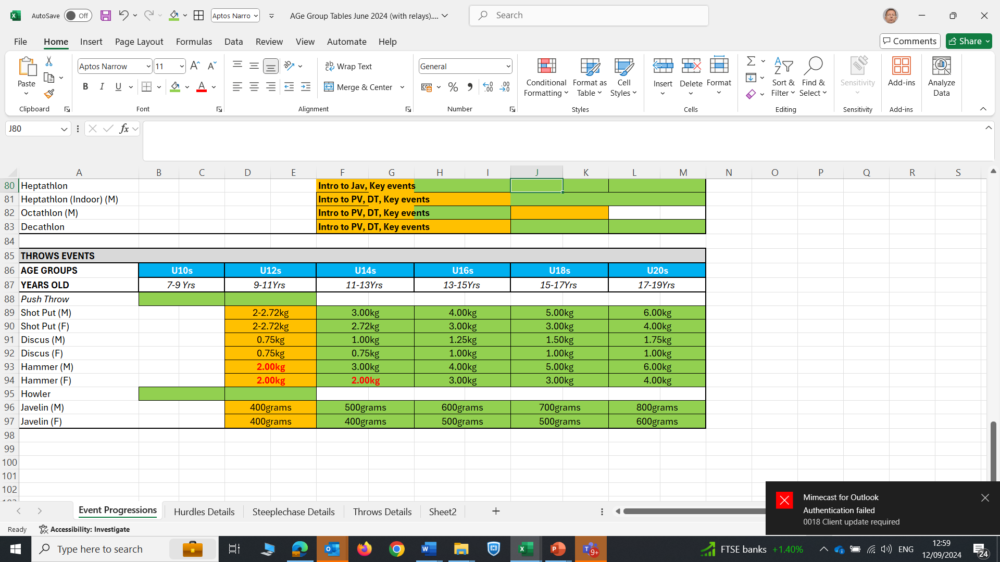 AutoSave Off Aptos Narro AGe Group Tables June 2024 (with relays).... Search
File Home Insert Page Layout Formulas Data Review View Automate Help Comments Share
Paste Aptos Narrow 11 Wrap Text General Conditional Formatting Format as Table Cell Styles Insert Delete Format Sort & Filter Find & Select Sensitivity Add-ins Analyze Data
B I U A Merge & Center % 
Clipboard Font Alignment Number Styles Cells Editing Sensitivity Add-ins
J80 fx
A B C D E F G H I J K L M N O P Q R S
80 Heptathlon Intro to Jav, Key events
81 Heptathlon (Indoor) (M) Intro to PV, DT, Key events
82 Octathlon (M) Intro to PV, DT, Key events
83 Decathlon Intro to PV, DT, Key events
84
85 THROWS EVENTS
86 AGE GROUPS U10s U12s U14s U16s U18s U20s
87 YEARS OLD 7-9 Yrs 9-11Yrs 11-13Yrs 13-15Yrs 15-17Yrs 17-19Yrs
88 Push Throw
89 Shot Put (M) 2-2.72kg 3.00kg 4.00kg 5.00kg 6.00kg
90 Shot Put (F) 2-2.72kg 2.72kg 3.00kg 3.00kg 4.00kg
91 Discus (M) 0.75kg 1.00kg 1.25kg 1.50kg 1.75kg
92 Discus (F) 0.75kg 0.75kg 1.00kg 1.00kg 1.00kg
93 Hammer (M) 2.00kg 3.00kg 4.00kg 5.00kg 6.00kg
94 Hammer (F) 2.00kg 2.00kg 3.00kg 3.00kg 4.00kg
95 Howler
96 Javelin (M) 400grams 500grams 600grams 700grams 800grams
97 Javelin (F) 400grams 400grams 500grams 500grams 600grams
98
99
100
101
102
Mimecast for Outlook
Authentication failed
0018 Client update required
Event Progressions Hurdles Details Steeplechase Details Throws Details Sheet2
Ready Accessibility: Investigate
Type here to search FTSE banks +1.40% ENG 12:59
12/09/2024 24